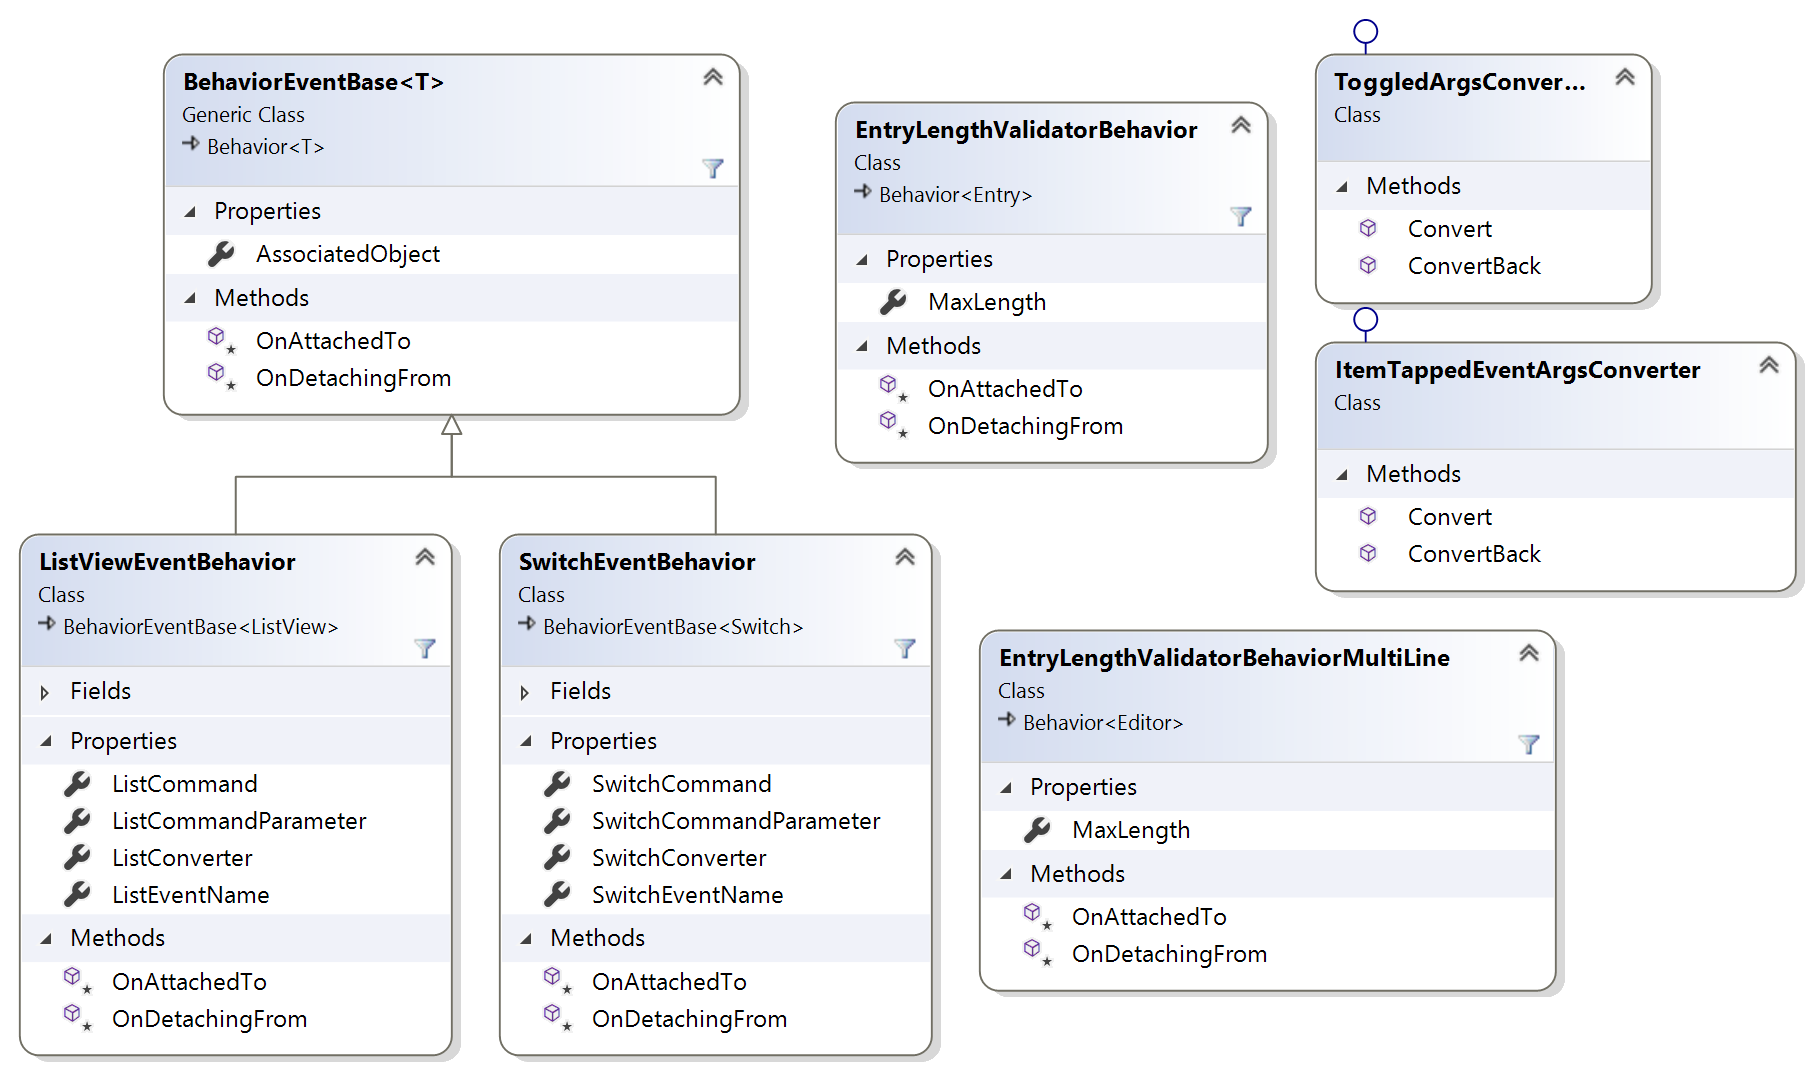 BehaviorEventBase<T>
Generic Class
Behavior<T>
Properties
AssociatedObject
Methods
OnAttachedTo
OnDetachingFrom
EntryLengthValidatorBehavior
Class
Behavior<Entry>
Properties
MaxLength
Methods
OnAttachedTo
OnDetachingFrom
ToggledArgsConver...
Class
Methods
Convert
ConvertBack
ItemTappedEventArgsConverter
Class
Methods
Convert
ConvertBack
ListViewEventBehavior
Class
BehaviorEventBase<ListView>
Fields
Properties
ListCommand
ListCommandParameter
ListConverter
ListEventName
Methods
OnAttachedTo
OnDetachingFrom
SwitchEventBehavior
Class
BehaviorEventBase<Switch>
Fields
Properties
SwitchCommand
SwitchCommandParameter
SwitchConverter
SwitchEventName
Methods
OnAttachedTo
OnDetachingFrom
EntryLengthValidatorBehaviorMultiLine
Class
Behavior<Editor>
Properties
MaxLength
Methods
OnAttachedTo
OnDetachingFrom